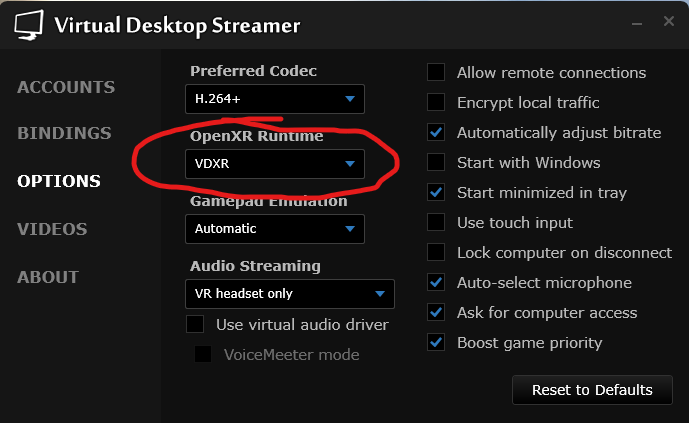 Virtual Desktop Streamer
ACCOUNTS
BINDINGS
OPTIONS
VIDEOS
ABOUT
Preferred Codec
H.264+
OpenXR Runtime
VDXR
Gamepad Emulation
Automatic
Audio Streaming
VR headset only
Use virtual audio driver
VoiceMeeter mode
Allow remote connections
Encrypt local traffic
Automatically adjust bitrate
Start with Windows
Start minimized in tray
Use touch input
Lock computer on disconnect
Auto-select microphone
Ask for computer access
Boost game priority
Reset to Defaults